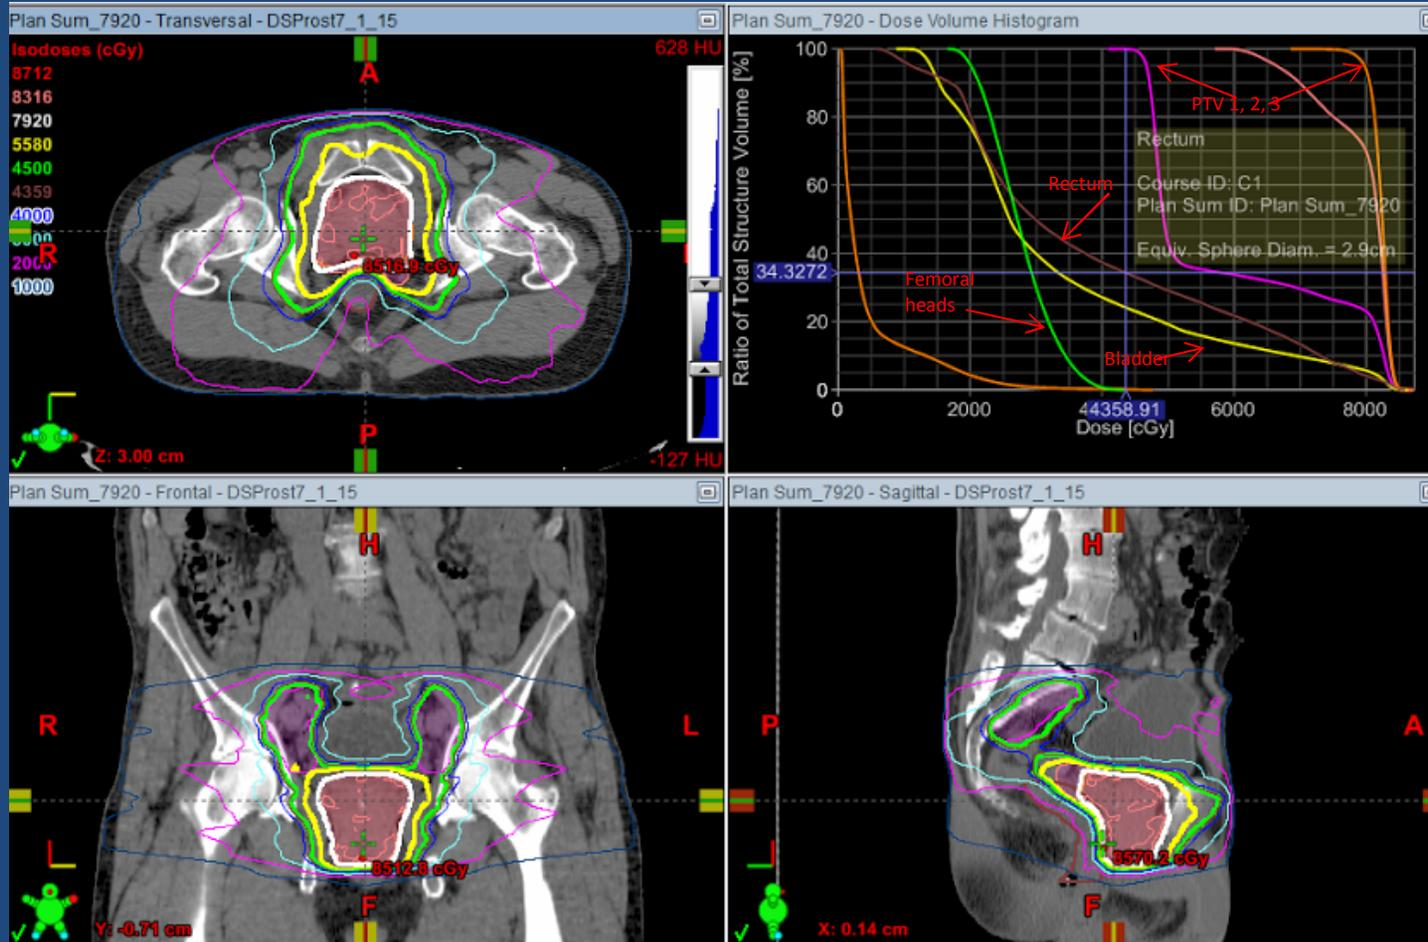 Plan Sum_7920 - Transversal - DSProst7_1_15
Isodoses (cGy)
8712
8316
7920
5580
4500
4359
4000
2000
1000
628 HU
-127 HU
A
R
P
8516.9 cGy
Z: 3.00 cm
Plan Sum_7920 - Dose Volume Histogram
Ratio of Total Structure Volume [%]
100
80
60
40
34.3272
20
0
0
2000
44358.91
6000
8000
Dose [cGy]
PTV 1, 2, 3
Rectum
Course ID: C1
Plan Sum ID: Plan Sum_7920
Equiv. Sphere Diam. = 2.9cm
Rectum
Femoral
heads
Bladder
Plan Sum_7920 - Frontal - DSProst7_1_15
H
R
L
8512.8 cGy
F
Y: -0.71 cm
Plan Sum_7920 - Sagittal - DSProst7_1_15
H
P
A
8570.2 cGy
F
X: 0.14 cm